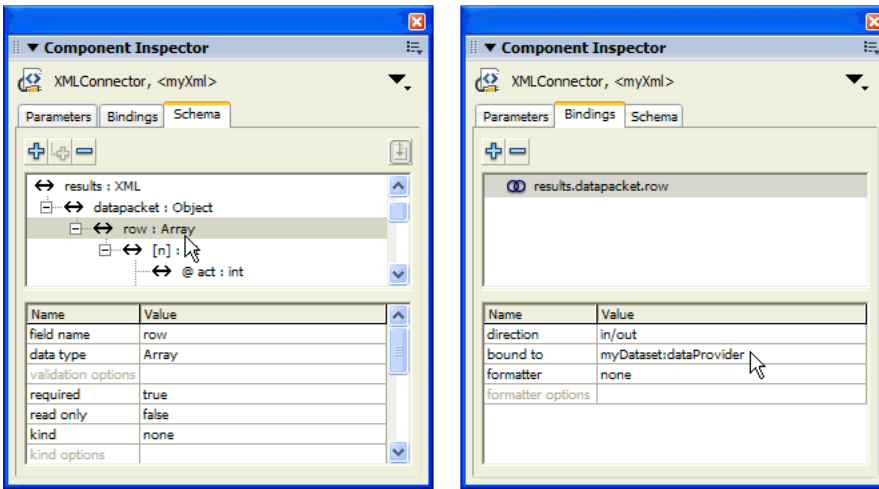 Component Inspector
XMLConnector, <myXml>
Parameters Bindings Schema
results : XML
datapacket : Object
row : Array
[n] :
@ act : int
Name Value
field name row
data type Array
validation options
required true
read only false
kind none
kind options
Component Inspector
XMLConnector, <myXml>
Parameters Bindings Schema
results.datapacket.row
Name Value
direction in/out
bound to myDataset:dataProvider
formatter none
formatter options